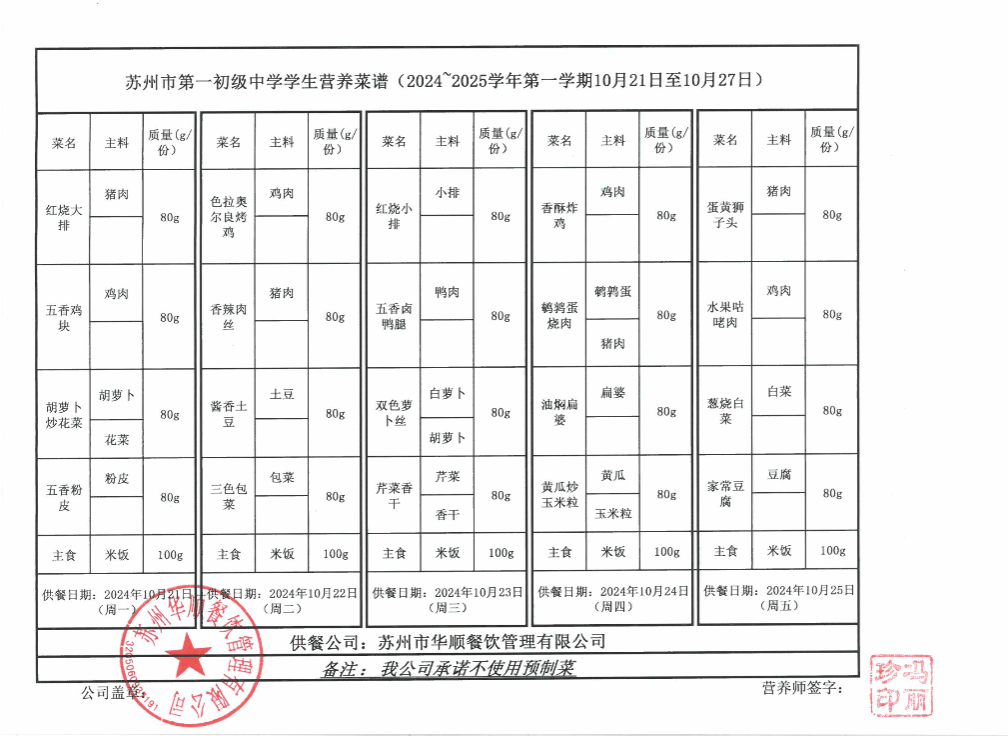 苏州市第一初级中学学生营养菜谱（2024~2025学年第一学期10月21日至10月27日）
菜名 主料 质量(g/份) 菜名 主料 质量(g/份) 菜名 主料 质量(g/份) 菜名 主料 质量(g/份) 菜名 主料 质量(g/份)
红烧大排 猪肉 80g 色拉奥尔良烤鸡 鸡肉 80g 红烧小排 小排 80g 香酥炸鸡 鸡肉 80g 蛋黄狮子头 猪肉 80g
五香鸡块 鸡肉 80g 香辣肉丝 猪肉 80g 五香卤鸭腿 鸭肉 80g 鹌鹑蛋烧肉 鹌鹑蛋 猪肉 80g 水果咕咾肉 鸡肉 80g
胡萝卜炒花菜 胡萝卜 花菜 80g 酱香土豆 土豆 80g 双色萝卜丝 白萝卜 胡萝卜 80g 油焖扁婆 扁婆 80g 葱烧白菜 白菜 80g
五香粉皮 粉皮 80g 三色包菜 包菜 80g 芹菜香干 芹菜 香干 80g 黄瓜炒玉米粒 黄瓜 玉米粒 80g 家常豆腐 豆腐 80g
主食 米饭 100g 主食 米饭 100g 主食 米饭 100g 主食 米饭 100g 主食 米饭 100g
供餐日期：2024年10月21日（周一） 供餐日期：2024年10月22日（周二） 供餐日期：2024年10月23日（周三） 供餐日期：2024年10月24日（周四） 供餐日期：2024年10月25日（周五）
供餐公司：苏州市华顺餐饮管理有限公司
备注：我公司承诺不使用预制菜
公司盖章：
营养师签字：
苏州华顺餐饮管理有限公司
冯丽珍印